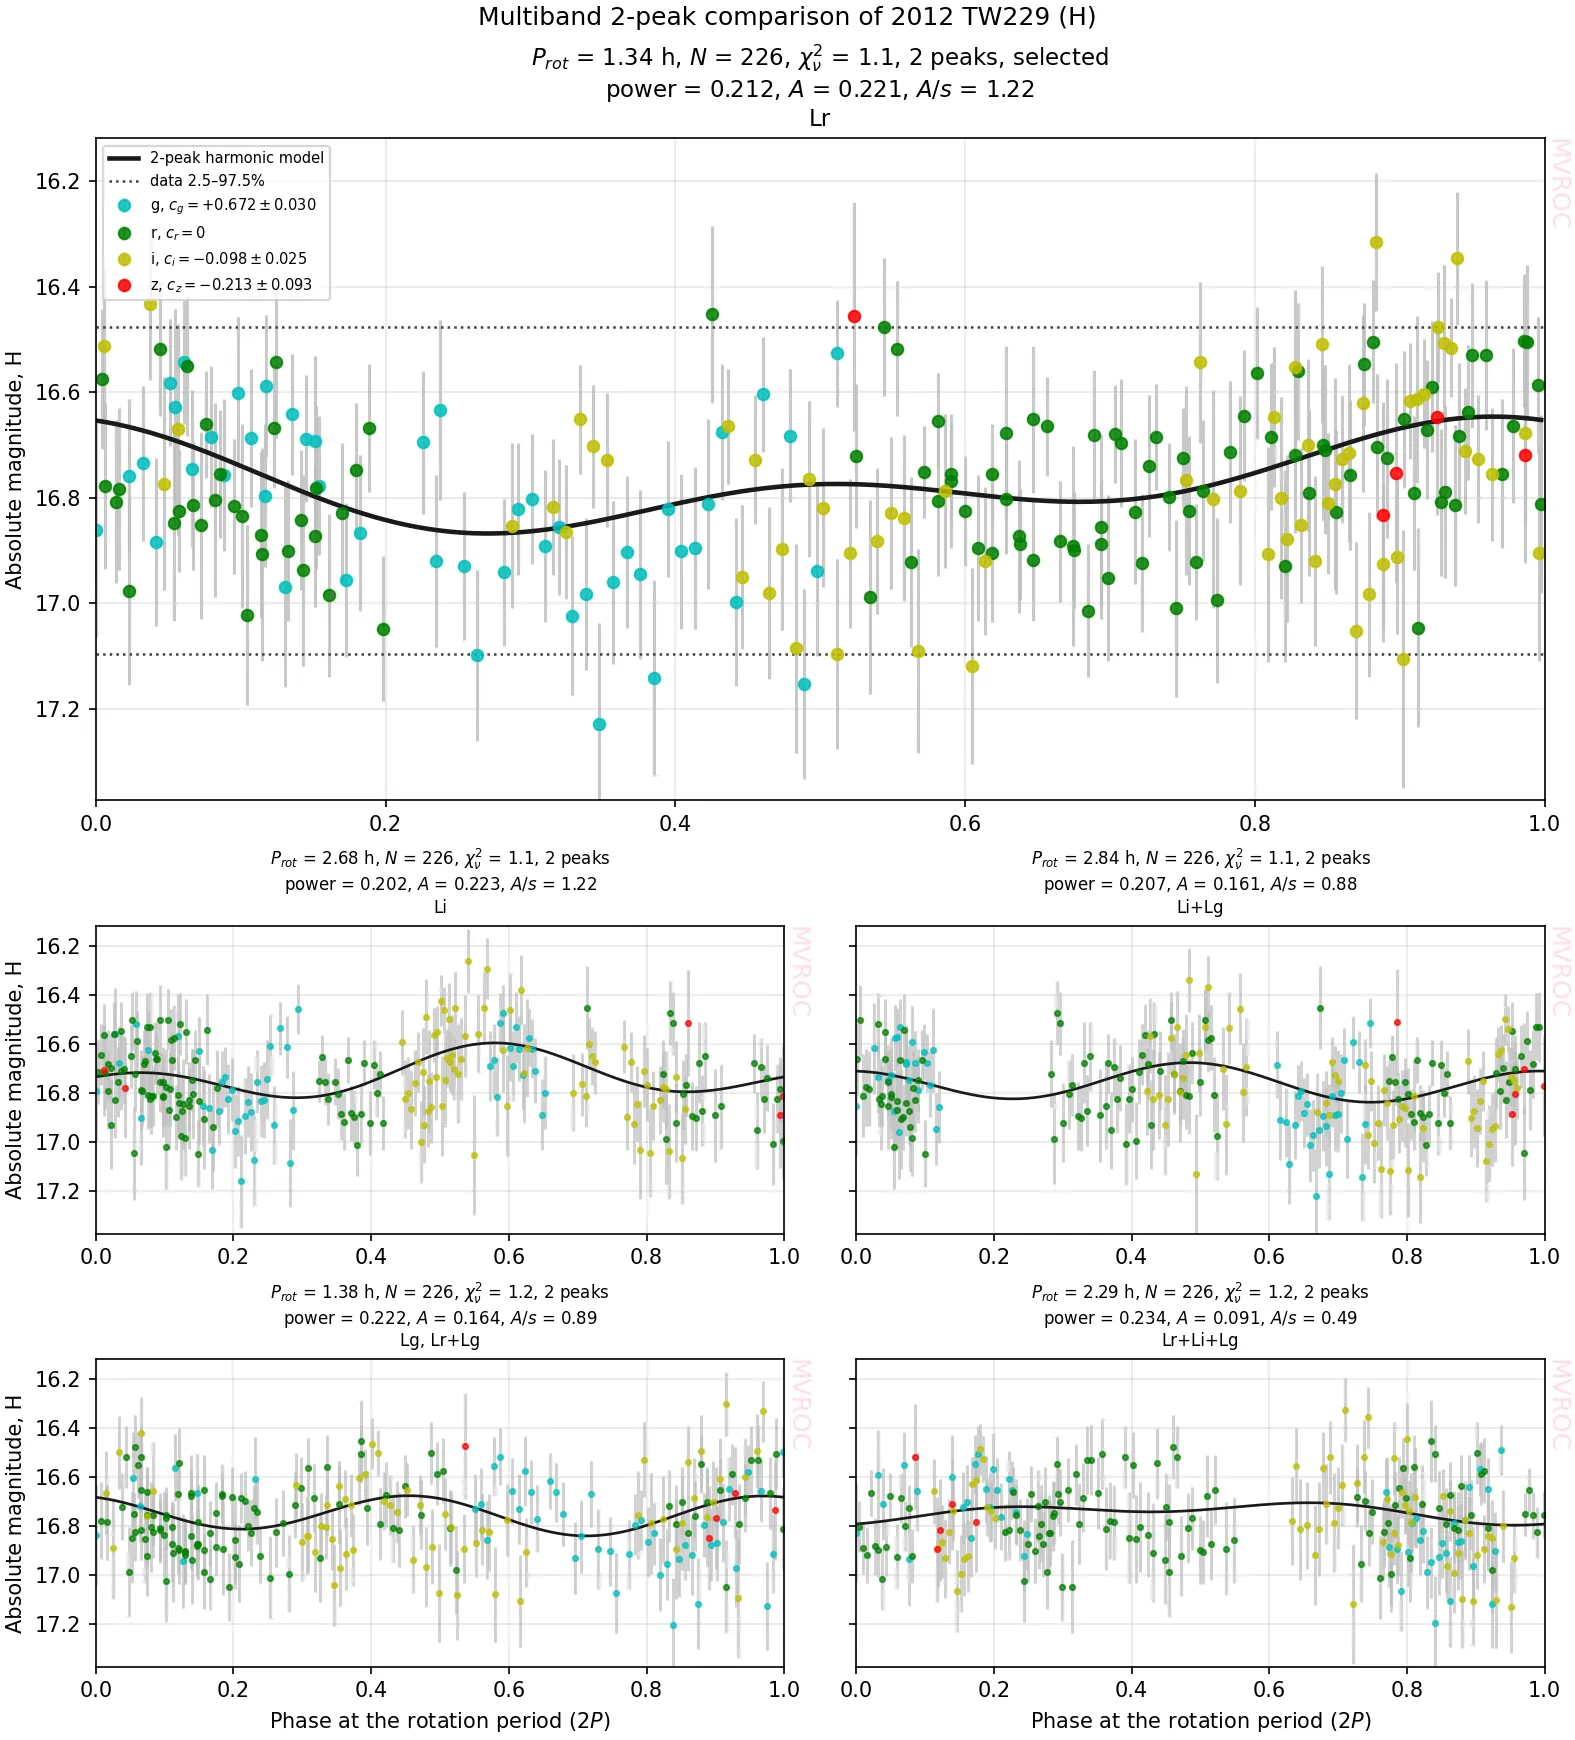 Multiband 2-peak comparison of 2012 TW229 (H)
P_rot = 1.34 h, N = 226, χ²_ν = 1.1, 2 peaks, selected
power = 0.212, A = 0.221, A/s = 1.22
Lr
2-peak harmonic model
data 2.5–97.5%
g, c_g = +0.672 ± 0.030
r, c_r = 0
i, c_i = −0.098 ± 0.025
z, c_z = −0.213 ± 0.093
MVROC
Absolute magnitude, H
16.2
16.4
16.6
16.8
17.0
17.2
0.0 0.2 0.4 0.6 0.8 1.0
P_rot = 2.68 h, N = 226, χ²_ν = 1.1, 2 peaks
power = 0.202, A = 0.223, A/s = 1.22
Li
MVROC
Absolute magnitude, H
16.2
16.4
16.6
16.8
17.0
17.2
0.0 0.2 0.4 0.6 0.8 1.0
P_rot = 2.84 h, N = 226, χ²_ν = 1.1, 2 peaks
power = 0.207, A = 0.161, A/s = 0.88
Li+Lg
MVROC
0.0 0.2 0.4 0.6 0.8 1.0
P_rot = 1.38 h, N = 226, χ²_ν = 1.2, 2 peaks
power = 0.222, A = 0.164, A/s = 0.89
Lg, Lr+Lg
MVROC
Absolute magnitude, H
16.2
16.4
16.6
16.8
17.0
17.2
0.0 0.2 0.4 0.6 0.8 1.0
Phase at the rotation period (2P)
P_rot = 2.29 h, N = 226, χ²_ν = 1.2, 2 peaks
power = 0.234, A = 0.091, A/s = 0.49
Lr+Li+Lg
MVROC
0.0 0.2 0.4 0.6 0.8 1.0
Phase at the rotation period (2P)